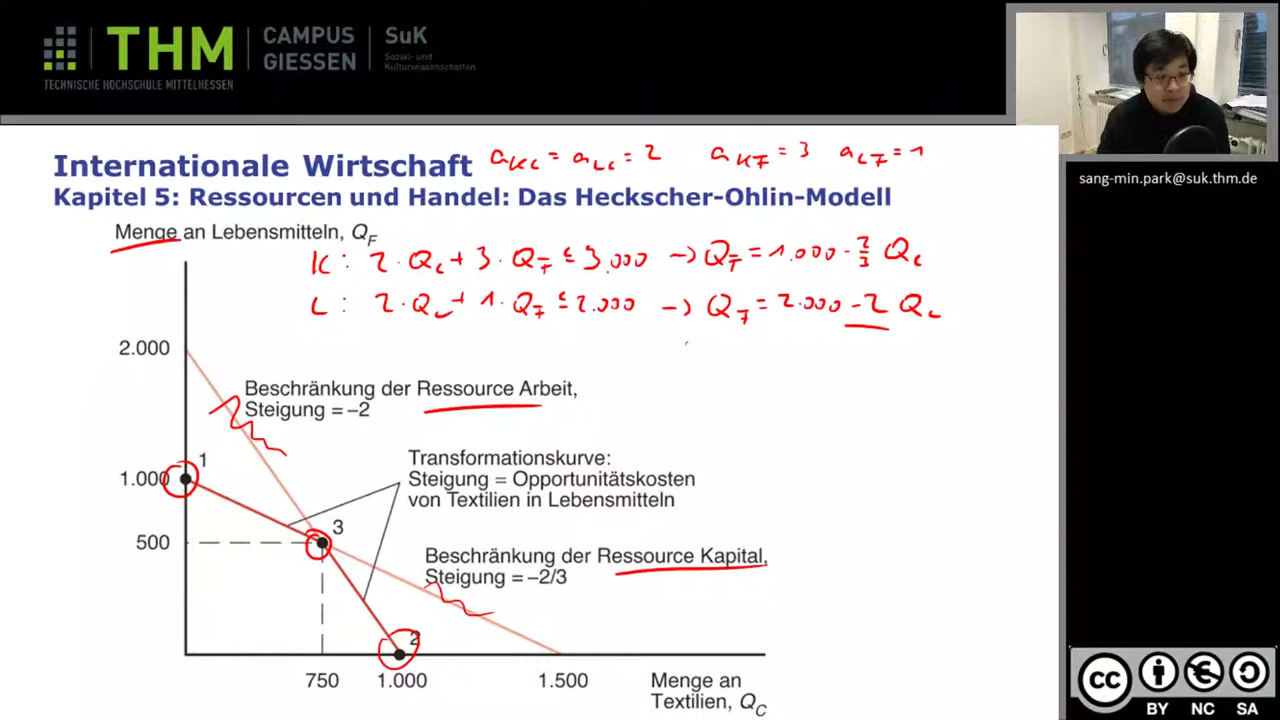 THM
CAMPUS
GIESSEN
SuK
Sozial- und
Kulturwissenschaften
TECHNISCHE HOCHSCHULE MITTELHESSEN
sang-min.park@suk.thm.de
Internationale Wirtschaft
a_KC = a_LC = 2 a_KF = 3 a_LF = 1
Kapitel 5: Ressourcen und Handel: Das Heckscher-Ohlin-Modell
Menge an Lebensmitteln, Q_F
K: 2 · Q_C + 3 · Q_F ≤ 3.000 → Q_F = 1.000 - 2/3 Q_C
L: 2 · Q_C + 1 · Q_F ≤ 2.000 → Q_F = 2.000 - 2 Q_C
2.000
Beschränkung der Ressource Arbeit,
Steigung = –2
1
1.000
Transformationskurve:
Steigung = Opportunitätskosten
von Textilien in Lebensmitteln
3
500
Beschränkung der Ressource Kapital,
Steigung = –2/3
2
750
1.000
1.500
Menge an
Textilien, Q_C
cc
BY NC SA